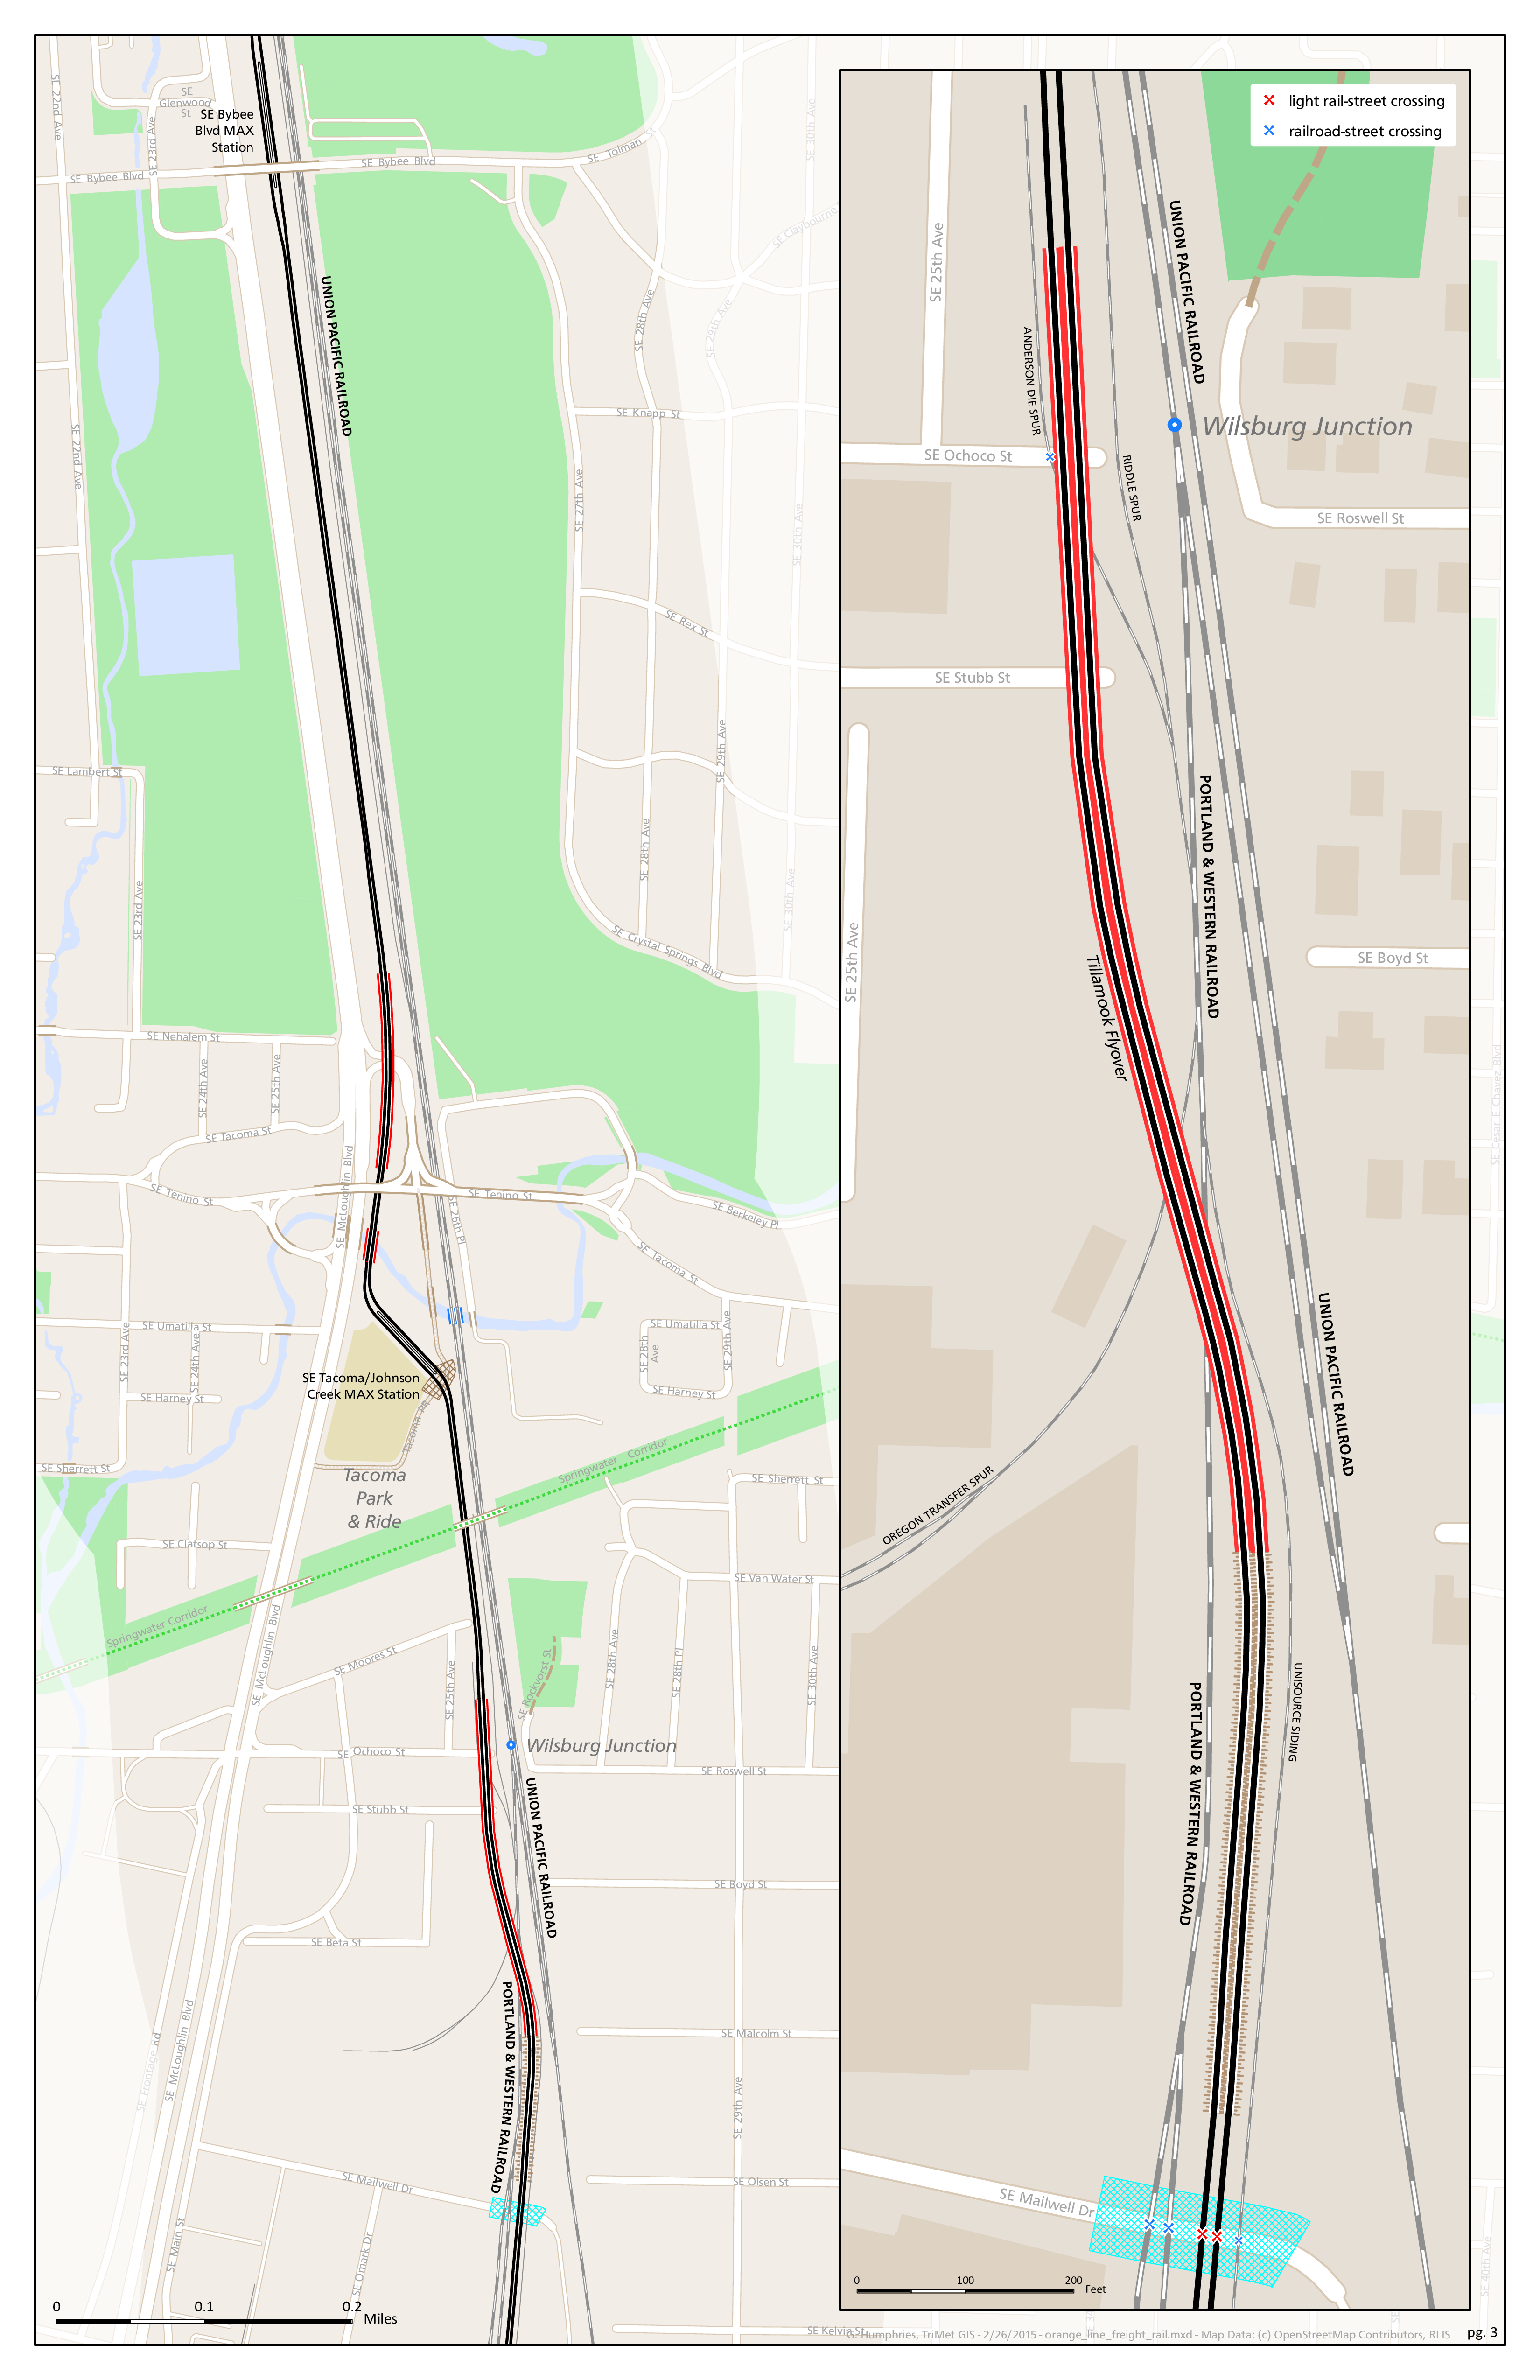 SE 22nd Ave
SE
Glenwood
St
SE 23rd Ave
SE Bybee
Blvd MAX
Station
SE Bybee Blvd
SE Bybee Blvd
SE Tolman St
SE 30th Ave
SE Claybourne
UNION PACIFIC RAILROAD
SE 28th Ave
SE 29th Ave
SE 22nd Ave
SE Knapp St
SE 27th Ave
SE 30th Ave
SE Rex St
SE 29th Ave
SE Lambert St
SE 28th Ave
SE 23rd Ave
SE 30th Ave
SE Crystal Springs Blvd
SE Nehalem St
SE 24th Ave
SE 25th Ave
SE Tacoma St
SE McLoughlin Blvd
SE Tenino St
SE Tenino St
SE 26th Pl
SE Berkeley Pl
SE Tacoma St
SE Umatilla St
SE Umatilla St
SE 23rd Ave
SE 24th Ave
SE 28th
Ave
SE 29th Ave
SE Tacoma/Johnson
Creek MAX Station
SE Harney St
SE Harney St
Tacoma PR
SE Sherrett St
Springwater Corridor
Tacoma
Park
& Ride
SE Sherrett St
SE Clatsop St
SE Van Water St
Springwater Corridor
SE McLoughlin Blvd
SE Moores St
SE 25th Ave
SE Rockvorst St
SE 28th Ave
SE 28th Pl
SE 30th Ave
SE Ochoco St
Wilsburg Junction
SE Roswell St
SE Stubb St
UNION PACIFIC RAILROAD
SE Boyd St
SE Beta St
PORTLAND & WESTERN RAILROAD
SE Malcolm St
SE Frontage Rd
SE McLoughlin Blvd
SE 29th Ave
SE Mailwell Dr
SE Olsen St
SE Main St
SE Omark Dr
0 0.1 0.2
Miles
SE Kelvin St
light rail-street crossing
railroad-street crossing
SE 25th Ave
UNION PACIFIC RAILROAD
ANDERSON DIE SPUR
Wilsburg Junction
SE Ochoco St
RIDDLE SPUR
SE Roswell St
SE Stubb St
PORTLAND & WESTERN RAILROAD
SE 25th Ave
SE Boyd St
Tillamook Flyover
SE Cesar E Chavez Blvd
UNION PACIFIC RAILROAD
OREGON TRANSFER SPUR
UNISOURCE SIDING
PORTLAND & WESTERN RAILROAD
SE Mailwell Dr
0 100 200
Feet
SE 40th Ave
G. Humphries, TriMet GIS - 2/26/2015 - orange_line_freight_rail.mxd - Map Data: (c) OpenStreetMap Contributors, RLIS
pg. 3